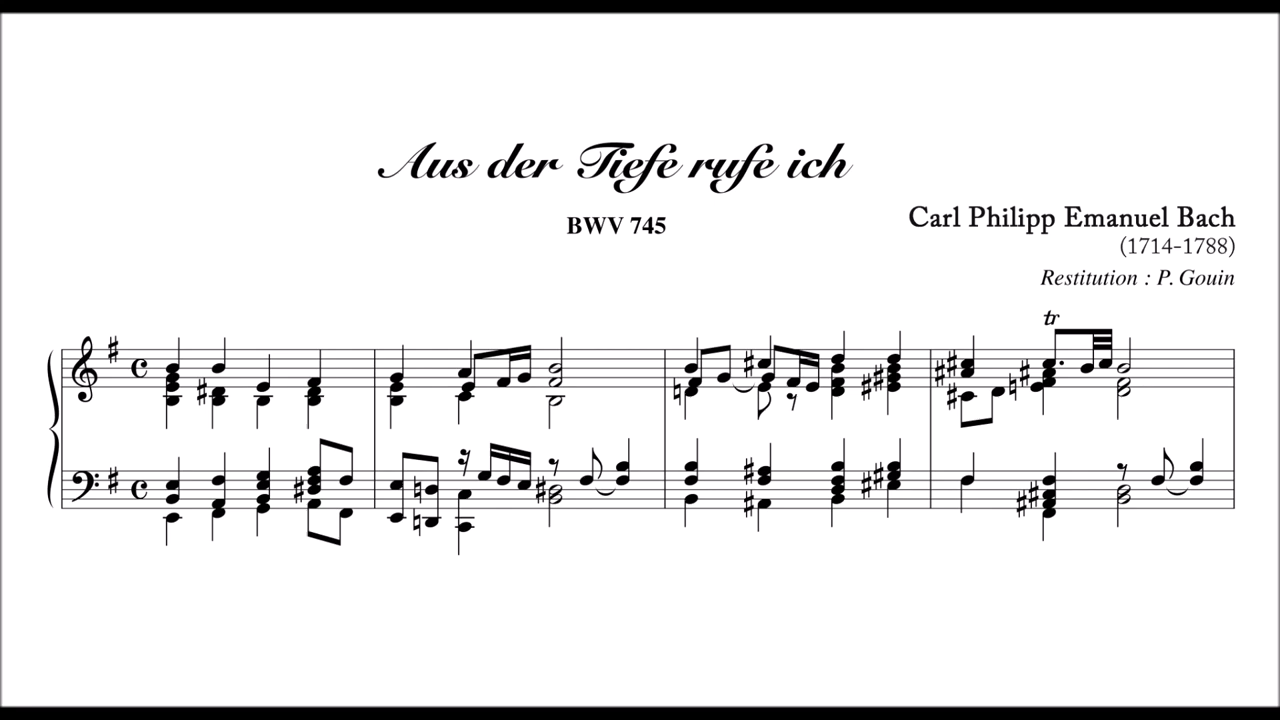 Aus der Tiefe rufe ich
BWV 745
Carl Philipp Emanuel Bach
(1714-1788)
Restitution : P. Gouin
tr